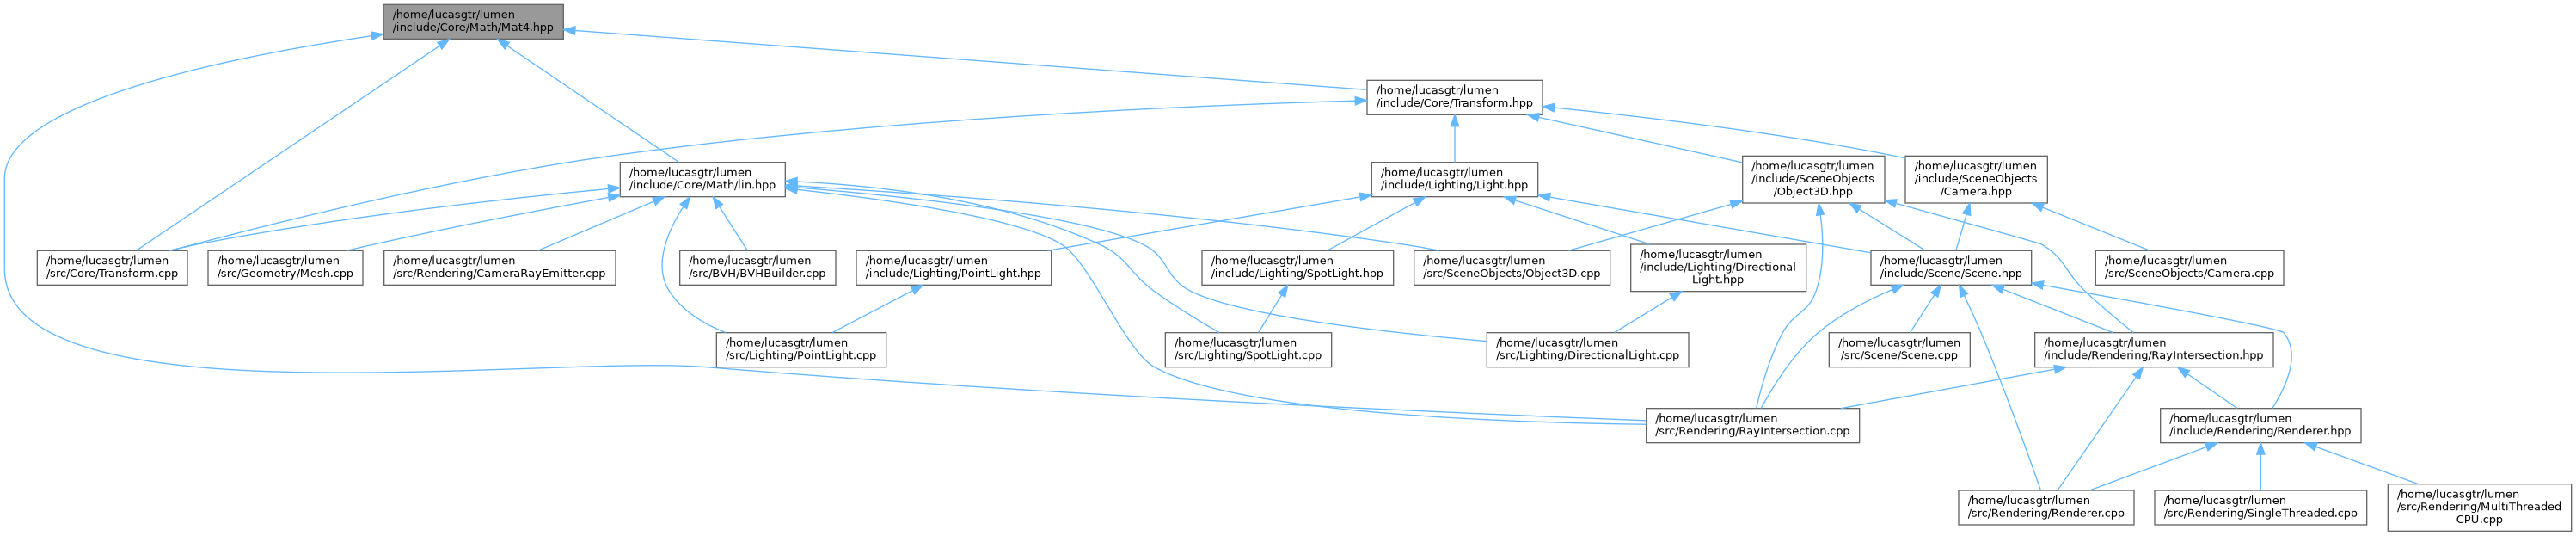 /home/lucasgtr/lumen
/include/Core/Math/Mat4.hpp
/home/lucasgtr/lumen
/include/Core/Transform.hpp
/home/lucasgtr/lumen
/include/Core/Math/lin.hpp
/home/lucasgtr/lumen
/include/Lighting/Light.hpp
/home/lucasgtr/lumen
/include/SceneObjects
/Object3D.hpp
/home/lucasgtr/lumen
/include/SceneObjects
/Camera.hpp
/home/lucasgtr/lumen
/src/Core/Transform.cpp
/home/lucasgtr/lumen
/src/Geometry/Mesh.cpp
/home/lucasgtr/lumen
/src/Rendering/CameraRayEmitter.cpp
/home/lucasgtr/lumen
/src/BVH/BVHBuilder.cpp
/home/lucasgtr/lumen
/include/Lighting/PointLight.hpp
/home/lucasgtr/lumen
/include/Lighting/SpotLight.hpp
/home/lucasgtr/lumen
/src/SceneObjects/Object3D.cpp
/home/lucasgtr/lumen
/include/Lighting/Directional
Light.hpp
/home/lucasgtr/lumen
/include/Scene/Scene.hpp
/home/lucasgtr/lumen
/src/SceneObjects/Camera.cpp
/home/lucasgtr/lumen
/src/Lighting/PointLight.cpp
/home/lucasgtr/lumen
/src/Lighting/SpotLight.cpp
/home/lucasgtr/lumen
/src/Lighting/DirectionalLight.cpp
/home/lucasgtr/lumen
/src/Scene/Scene.cpp
/home/lucasgtr/lumen
/include/Rendering/RayIntersection.hpp
/home/lucasgtr/lumen
/src/Rendering/RayIntersection.cpp
/home/lucasgtr/lumen
/include/Rendering/Renderer.hpp
/home/lucasgtr/lumen
/src/Rendering/Renderer.cpp
/home/lucasgtr/lumen
/src/Rendering/SingleThreaded.cpp
/home/lucasgtr/lumen
/src/Rendering/MultiThreaded
CPU.cpp